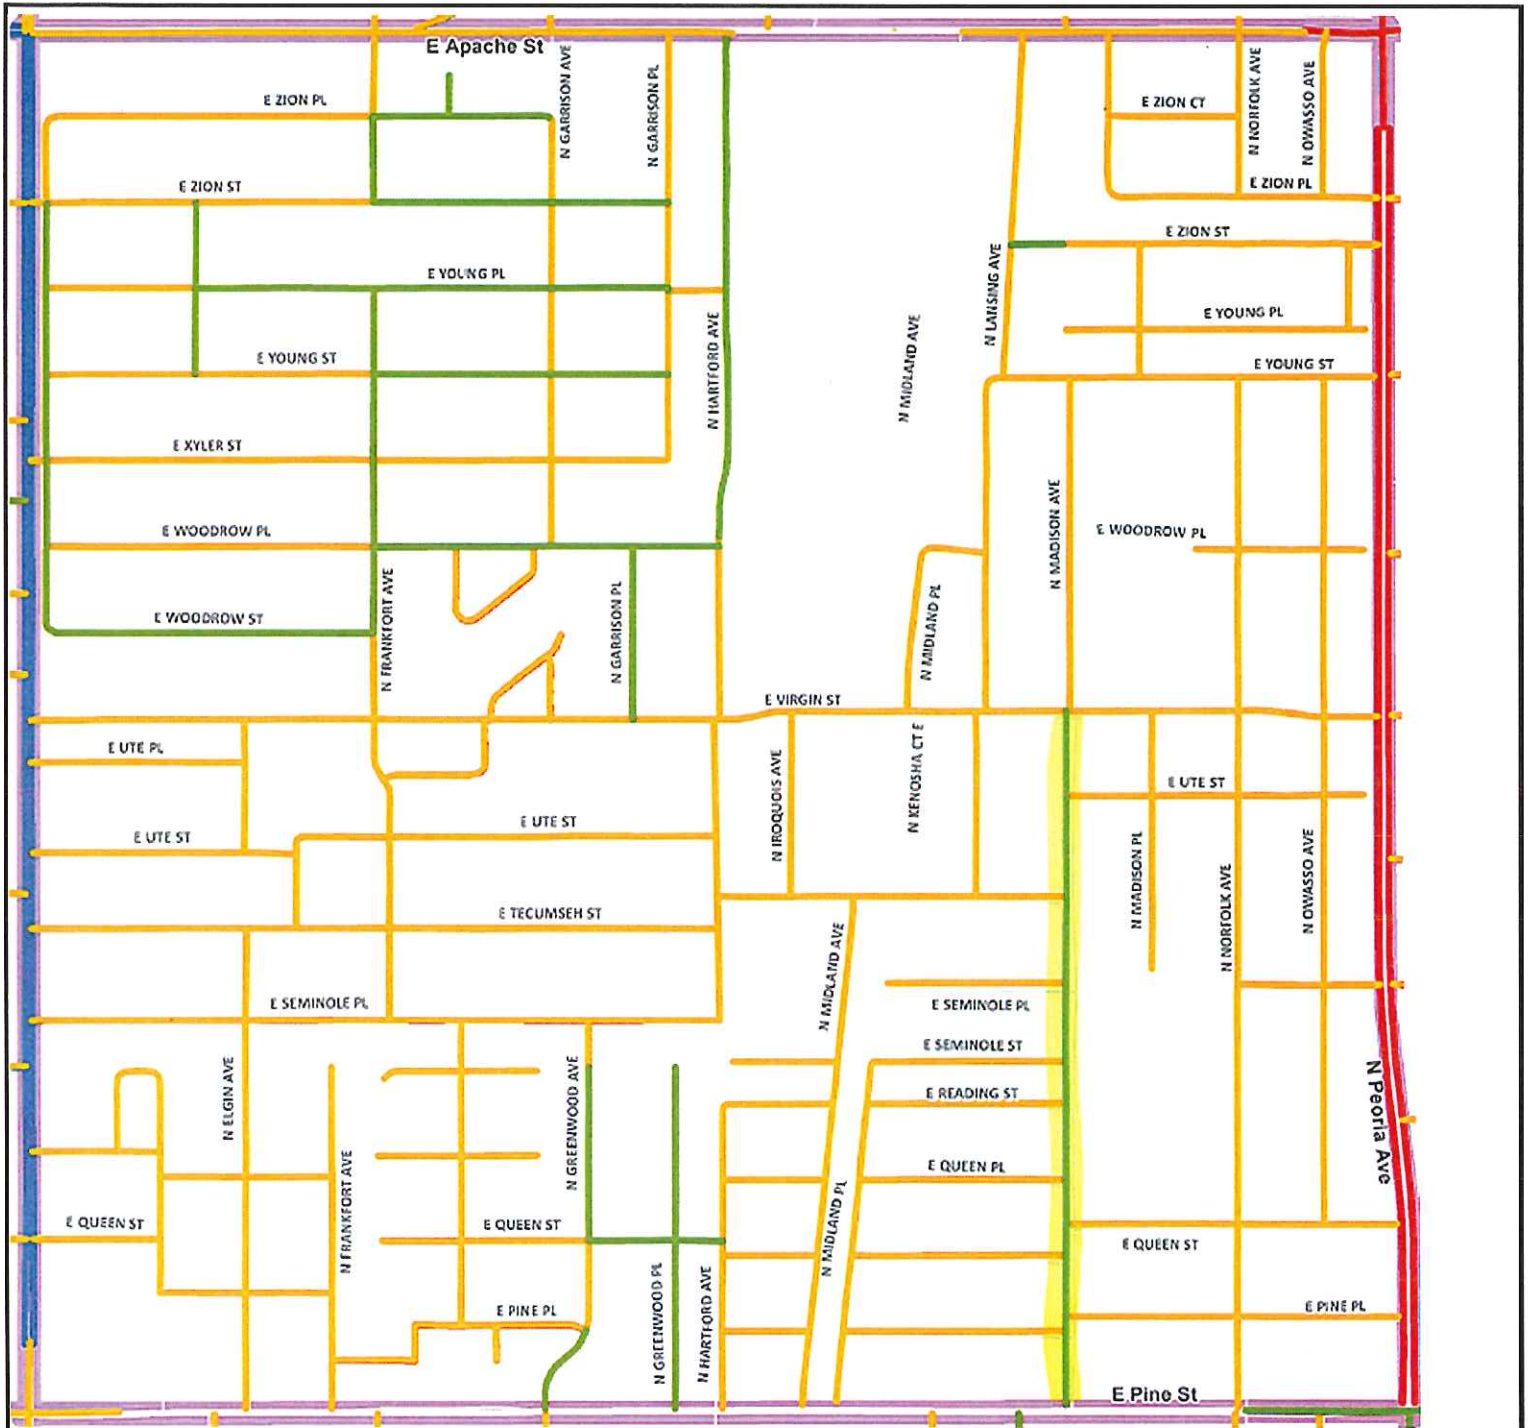 E Apache St
N GARRISON AVE
N GARRISON PL
E ZION PL
E ZION CT
N NORFOLK AVE
N OWASSO AVE
E ZION PL
E ZION ST
E ZION ST
E YOUNG PL
N HARTFORD AVE
N MIDLAND AVE
N LANSING AVE
E YOUNG PL
E YOUNG ST
E YOUNG ST
E XYLER ST
N MADISON AVE
E WOODROW PL
E WOODROW PL
E WOODROW ST
N FRANKFORT AVE
N GARRISON PL
N MIDLAND PL
E VIRGIN ST
E UTE PL
N IROQUOIS AVE
N KENOSHA CT E
E UTE ST
E UTE ST
E UTE ST
N MADISON PL
N NORFOLK AVE
N OWASSO AVE
E TECUMSEH ST
N MIDLAND AVE
E SEMINOLE PL
E SEMINOLE PL
E SEMINOLE ST
N ELGIN AVE
N GREENWOOD AVE
E READING ST
N Peoria Ave
E QUEEN PL
N FRANKFORT AVE
N MIDLAND PL
E QUEEN ST
E QUEEN ST
E QUEEN ST
N GREENWOOD PL
N HARTFORD AVE
E PINE PL
E PINE PL
E Pine St